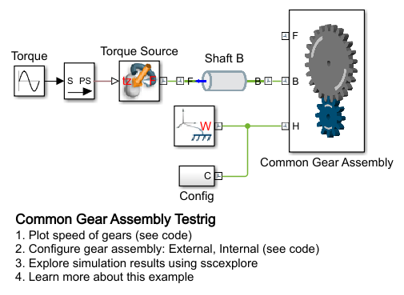 Torque
Torque Source
Shaft B
S PS
F
B
F
B
H
W
C
Config
Common Gear Assembly
Common Gear Assembly Testrig
1. Plot speed of gears (see code)
2. Configure gear assembly: External, Internal (see code)
3. Explore simulation results using sscexplore
4. Learn more about this example